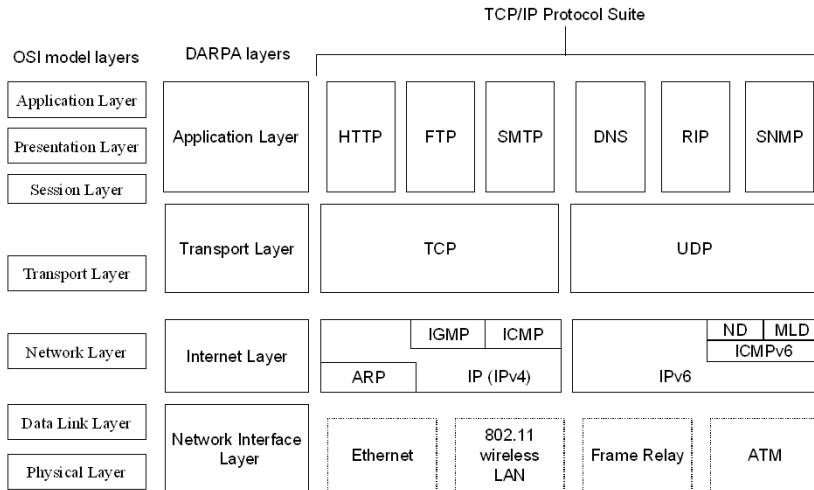 TCP/IP Protocol Suite
OSI model layers
DARPA layers
Application Layer
Presentation Layer
Session Layer
Application Layer
HTTP
FTP
SMTP
DNS
RIP
SNMP
Transport Layer
Transport Layer
TCP
UDP
Network Layer
Internet Layer
IGMP
ICMP
ARP
IP (IPv4)
IPv6
ND
MLD
ICMPv6
Data Link Layer
Physical Layer
Network Interface
Layer
Ethernet
802.11
wireless
LAN
Frame Relay
ATM